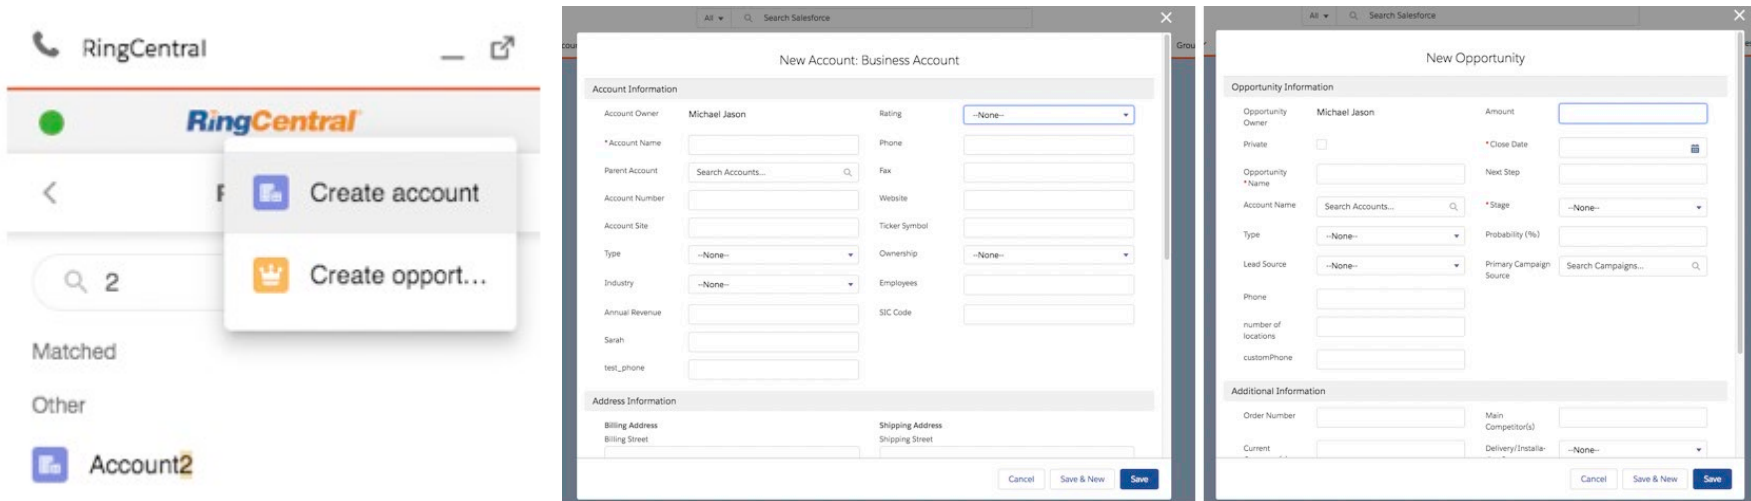 RingCentral
RingCentral
Create account
Create opport...
2
Matched
Other
Account2
All
Search Salesforce
New Account: Business Account
Account Information
Account Owner Michael Jason Rating --None--
*Account Name Phone
Parent Account Search Accounts... Fax
Account Number Website
Account Site Ticker Symbol
Type --None-- Ownership --None--
Industry --None-- Employees
Annual Revenue SIC Code
Sarah
test_phone
Address Information
Billing Address Shipping Address
Billing Street Shipping Street
Cancel Save & New Save
Grou
All
Search Salesforce
New Opportunity
Opportunity Information
Opportunity Owner Michael Jason Amount
Private *Close Date
Opportunity
*Name Next Step
Account Name Search Accounts... *Stage --None--
Type --None-- Probability (%)
Lead Source --None-- Primary Campaign
Source Search Campaigns...
Phone
number of
locations
customPhone
Additional Information
Order Number Main
Competitor(s)
Current Delivery/Installa- --None--
Cancel Save & New Save